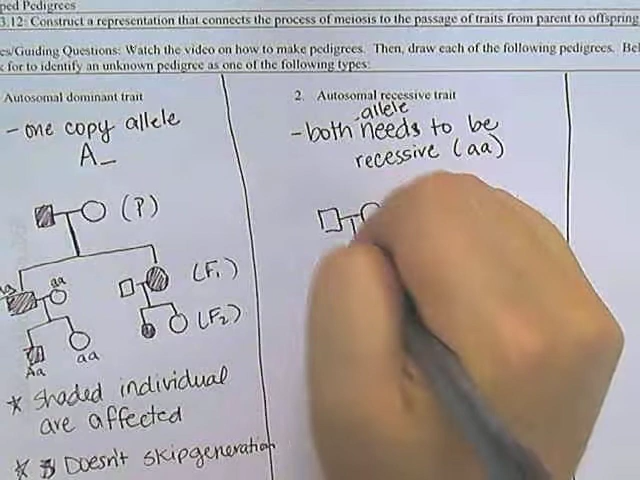 ped Pedigrees
3.12: Construct a representation that connects the process of meiosis to the passage of traits from parent to offspring
es/Guiding Questions: Watch the video on how to make pedigrees. Then, draw each of the following pedigrees. Bel
k for to identify an unknown pedigree as one of the following types:
Autosomal dominant trait
- one copy allele
A_
(P)
(F1)
aa
(F2)
Aa
aa
* Shaded individual
are affected
* Doesn't skip generation
2. Autosomal recessive trait
allele
- both needs to be
recessive (aa)